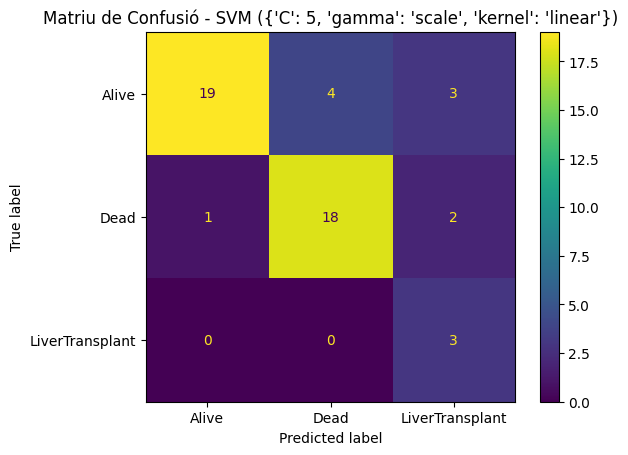 Matriu de Confusió - SVM ({'C': 5, 'gamma': 'scale', 'kernel': 'linear'})
True label
Alive 19 4 3
Dead 1 18 2
LiverTransplant 0 0 3
Alive Dead LiverTransplant
Predicted label
17.5
15.0
12.5
10.0
7.5
5.0
2.5
0.0